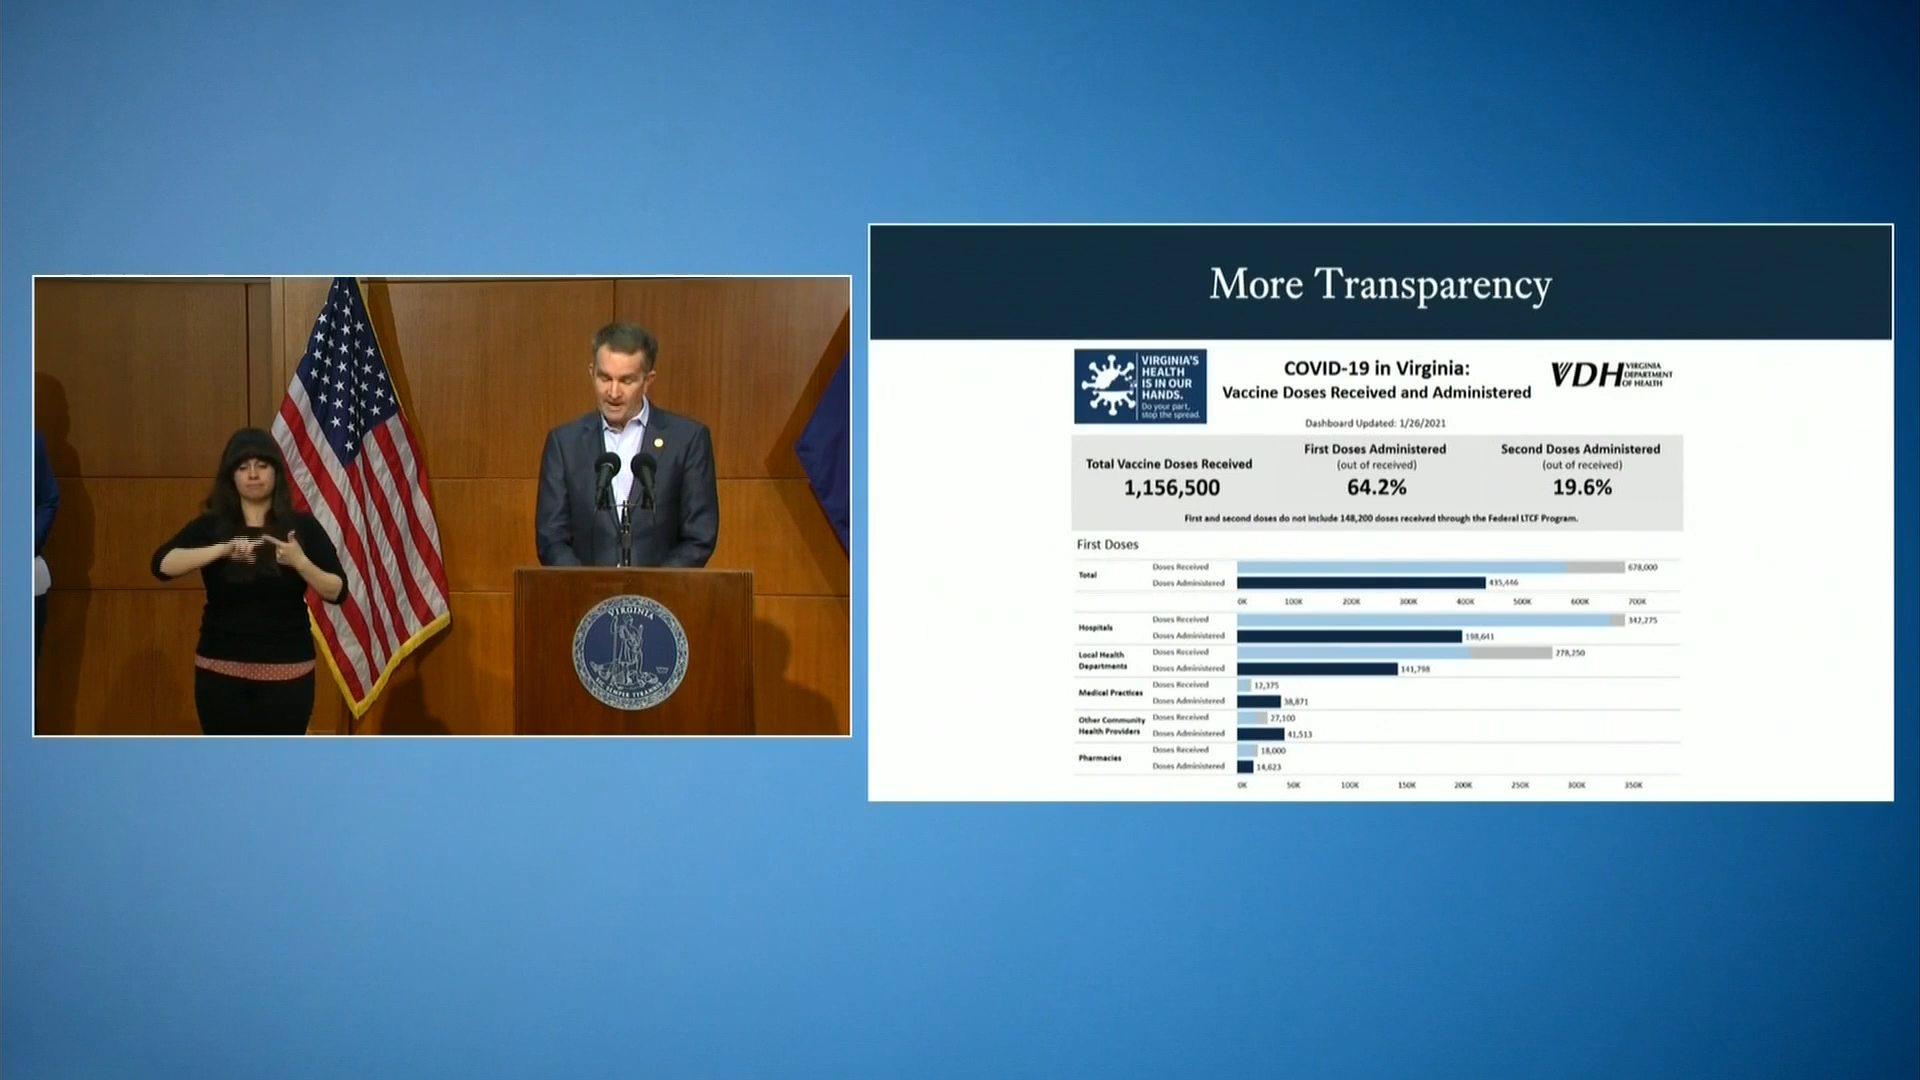 VIRGINIA
SIC SEMPER TYRANNIS
More Transparency
VIRGINIA'S
HEALTH
IS IN OUR
HANDS.
Do your part,
stop the spread.
COVID-19 in Virginia:
Vaccine Doses Received and Administered
VDH VIRGINIA
DEPARTMENT
OF HEALTH
Dashboard Updated: 1/26/2021
Total Vaccine Doses Received
1,156,500
First Doses Administered
(out of received)
64.2%
Second Doses Administered
(out of received)
19.6%
First and second doses do not include 148,200 doses received through the Federal LTCF Program.
First Doses
Total
Doses Received 678,000
Doses Administered 435,446
0K 100K 200K 300K 400K 500K 600K 700K
Hospitals
Doses Received 342,275
Doses Administered 198,641
Local Health
Departments
Doses Received 278,250
Doses Administered 141,798
Medical Practices
Doses Received 12,375
Doses Administered 38,871
Other Community
Health Providers
Doses Received 27,100
Doses Administered 41,513
Pharmacies
Doses Received 18,000
Doses Administered 14,623
0K 50K 100K 150K 200K 250K 300K 350K